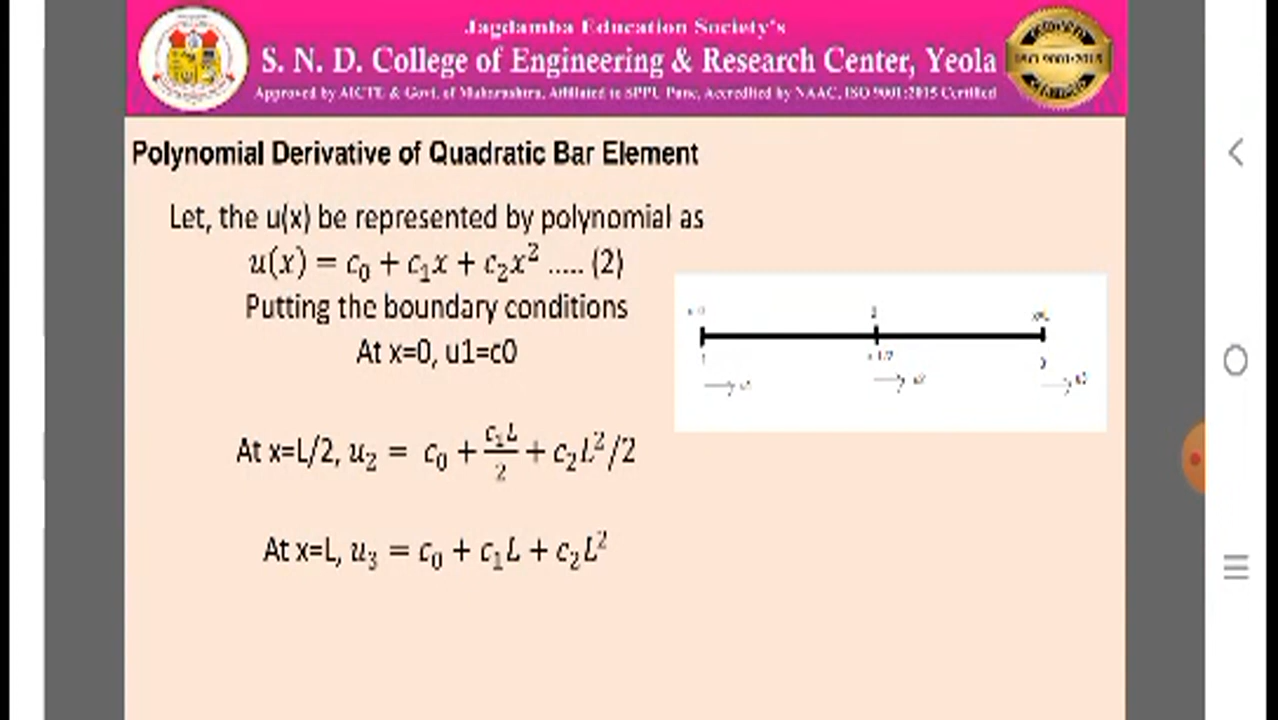 Jagdamba Education Society's
S. N. D. College of Engineering & Research Center, Yeola
Approved by AICTE & Govt. of Maharashtra, Affiliated to SPPU Pune, Accredited by NAAC, ISO 9001:2015 Certified
ISO 9001:2015
Polynomial Derivative of Quadratic Bar Element
Let, the u(x) be represented by polynomial as
u(x) = c₀ + c₁x + c₂x² ..... (2)
Putting the boundary conditions
At x=0, u1=c0
At x=L/2, u₂ = c₀ + c₁L/2 + c₂L²/2
At x=L, u₃ = c₀ + c₁L + c₂L²